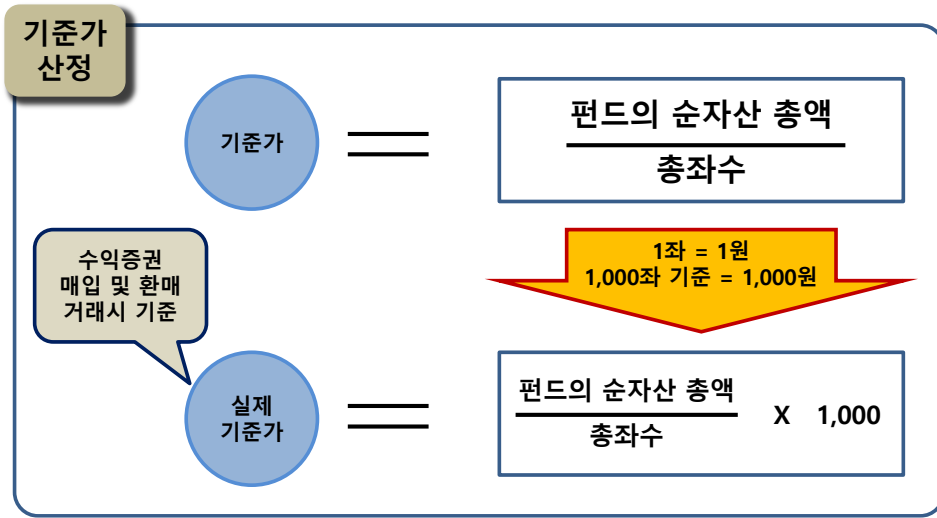 기준가
산정
기준가
펀드의 순자산 총액
총좌수
수익증권
매입 및 환매
거래시 기준
1좌 = 1원
1,000좌 기준 = 1,000원
실제
기준가
펀드의 순자산 총액
총좌수
X 1,000